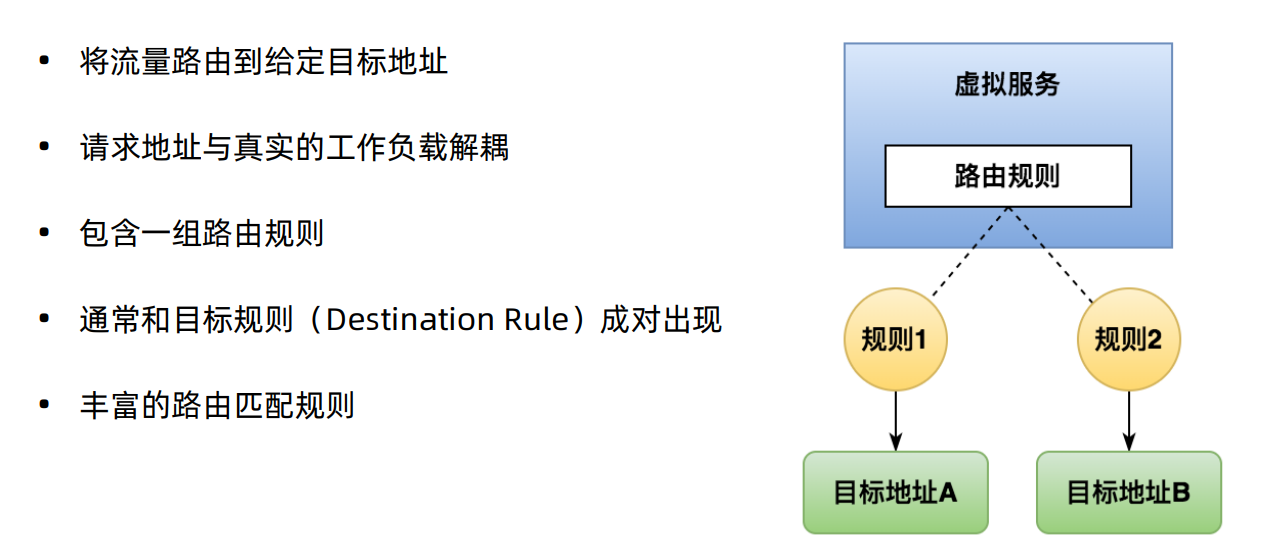 • 将流量路由到给定目标地址
• 请求地址与真实的工作负载解耦
• 包含一组路由规则
• 通常和目标规则（Destination Rule）成对出现
• 丰富的路由匹配规则
虚拟服务
路由规则
规则1
规则2
目标地址A
目标地址B